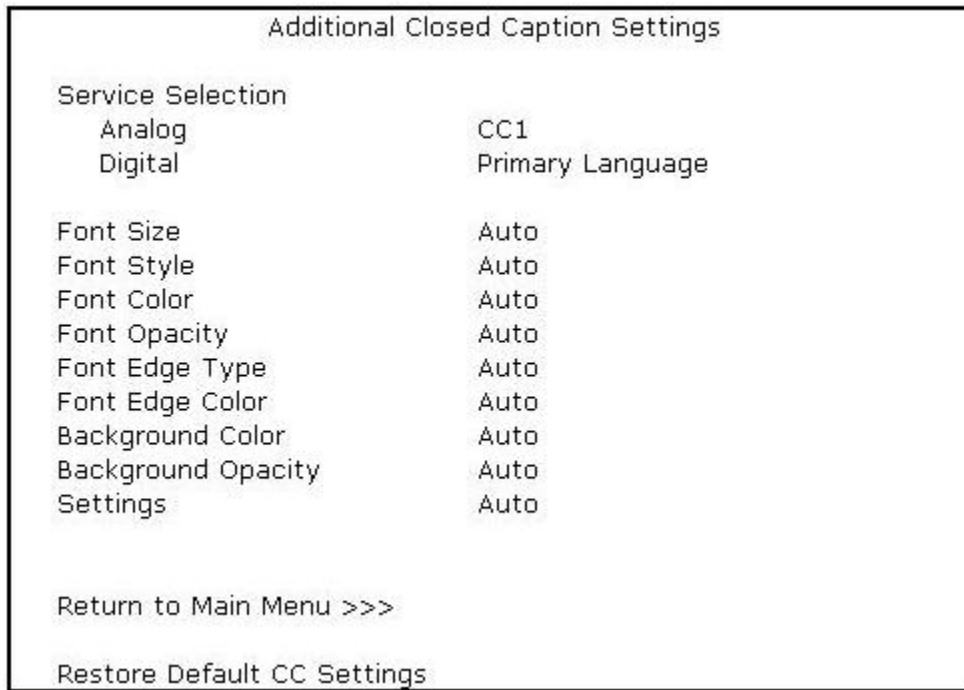 Additional Closed Caption Settings
Service Selection
Analog CC1
Digital Primary Language
Font Size Auto
Font Style Auto
Font Color Auto
Font Opacity Auto
Font Edge Type Auto
Font Edge Color Auto
Background Color Auto
Background Opacity Auto
Settings Auto
Return to Main Menu >>>
Restore Default CC Settings